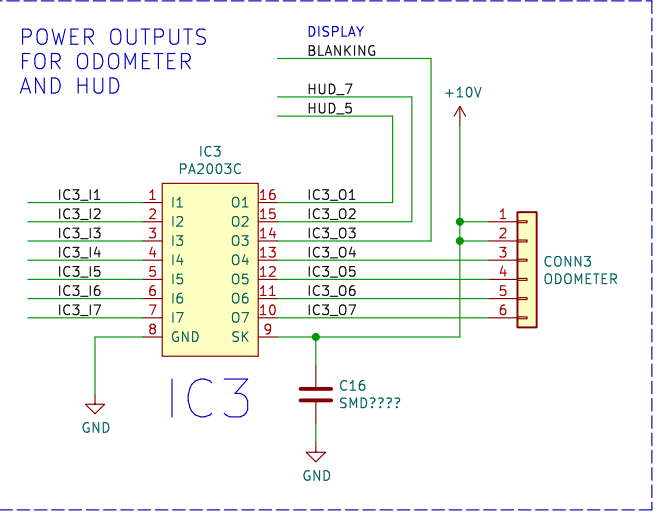 POWER OUTPUTS
FOR ODOMETER
AND HUD
DISPLAY
BLANKING
HUD_7
HUD_5
+10V
IC3
PA2003C
IC3_I1 1 I1 O1 16 IC3_O1
IC3_I2 2 I2 O2 15 IC3_O2
IC3_I3 3 I3 O3 14 IC3_O3
IC3_I4 4 I4 O4 13 IC3_O4
IC3_I5 5 I5 O5 12 IC3_O5
IC3_I6 6 I6 O6 11 IC3_O6
IC3_I7 7 I7 O7 10 IC3_O7
8 GND SK 9
1
2
3
4
5
6
CONN3
ODOMETER
IC3
C16
SMD????
GND
GND